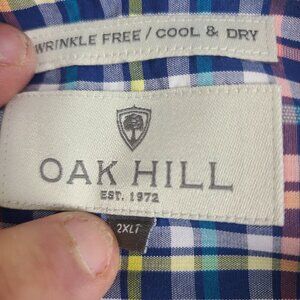 WRINKLE FREE / COOL & DRY
OAK HILL
EST. 1972
2XLT